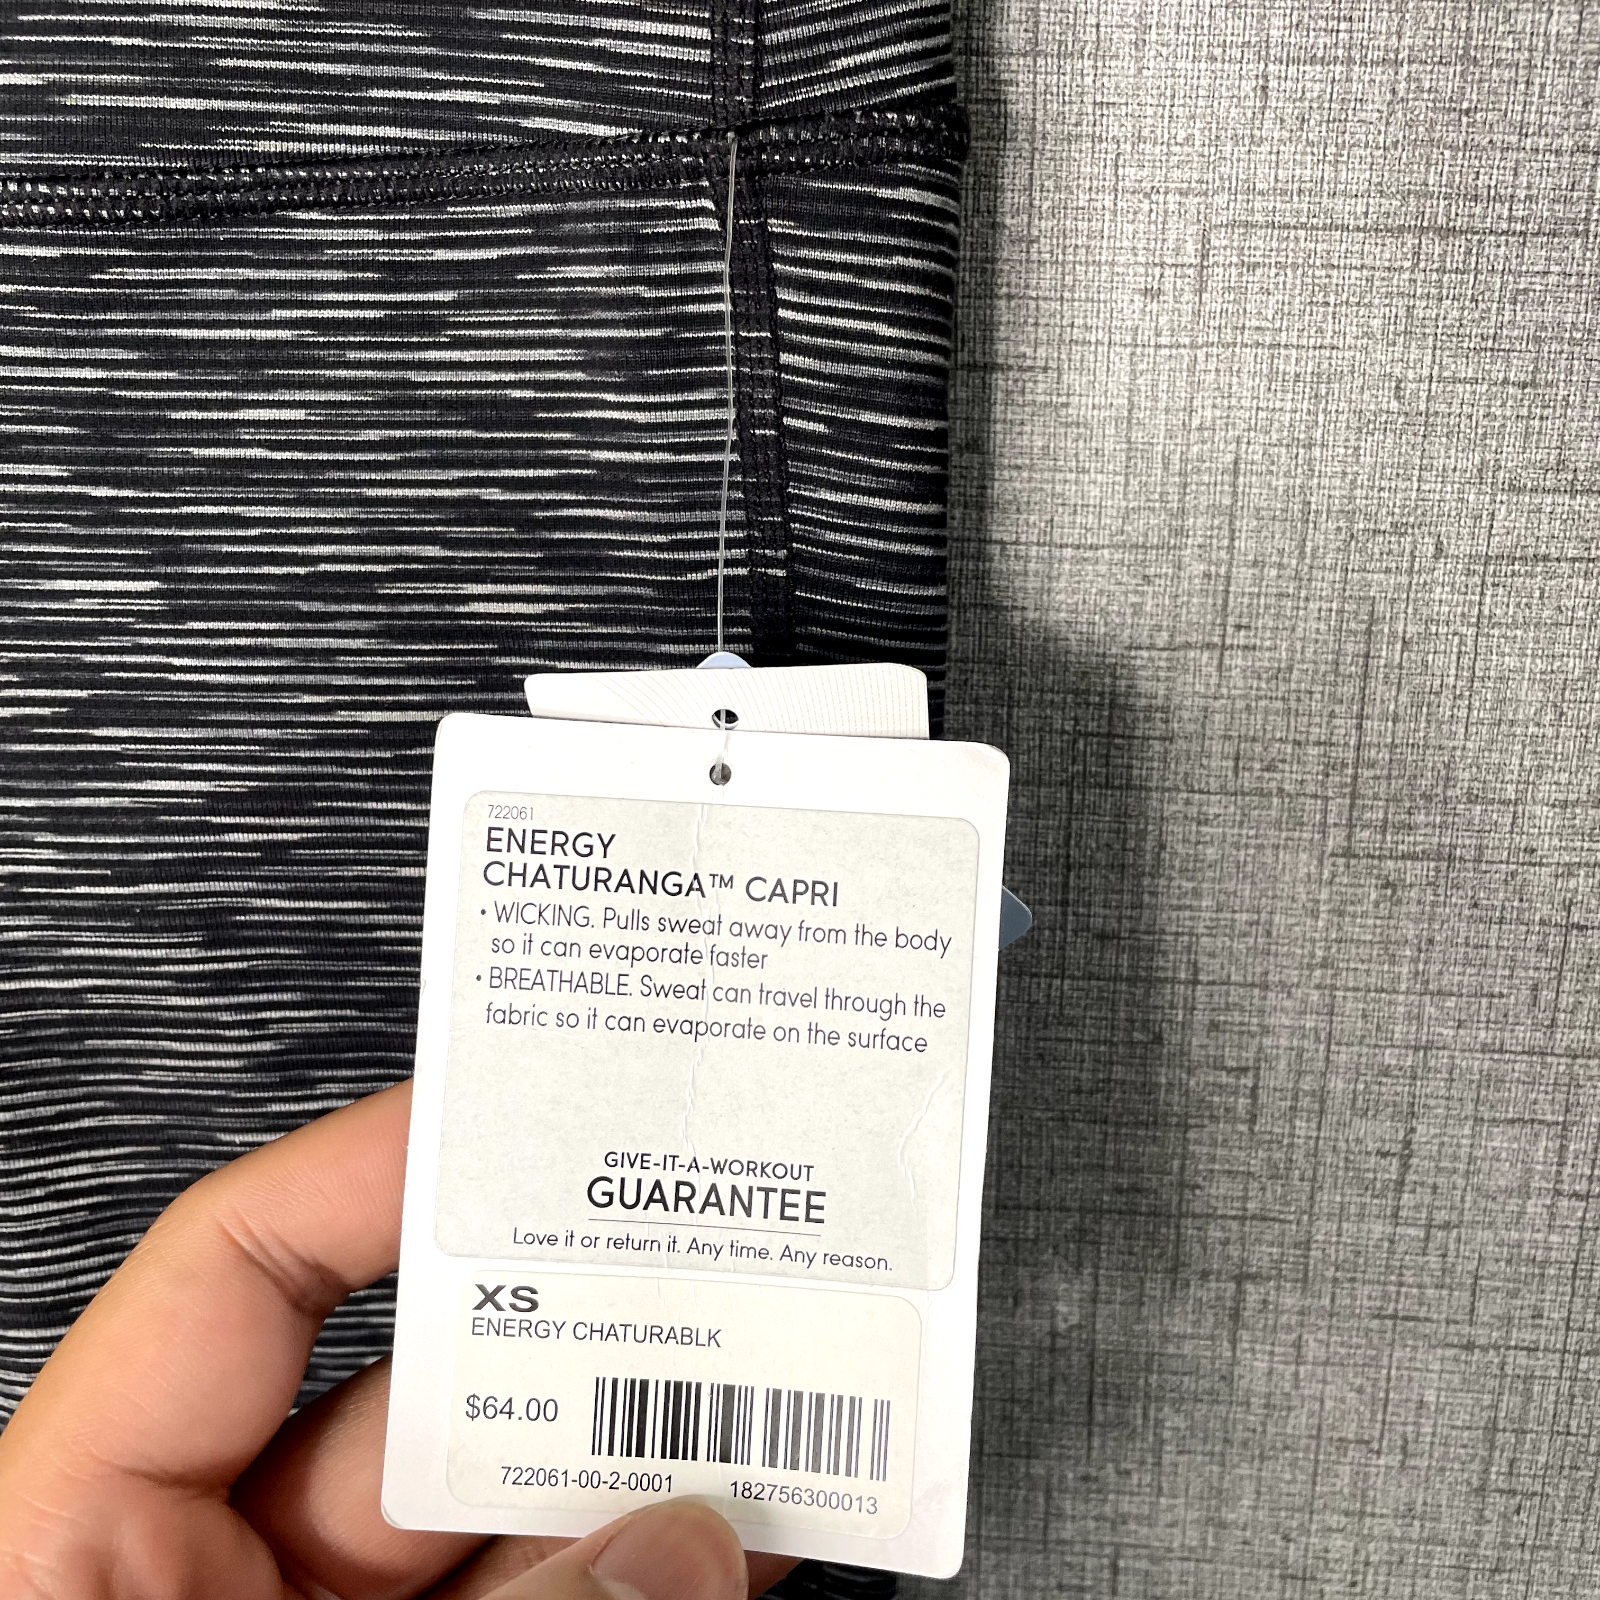 722061
ENERGY
CHATURANGA™ CAPRI
• WICKING. Pulls sweat away from the body
so it can evaporate faster
• BREATHABLE. Sweat can travel through the
fabric so it can evaporate on the surface
GIVE-IT-A-WORKOUT
GUARANTEE
Love it or return it. Any time. Any reason.
XS
ENERGY CHATURABLK
$64.00
722061-00-2-0001 182756300013